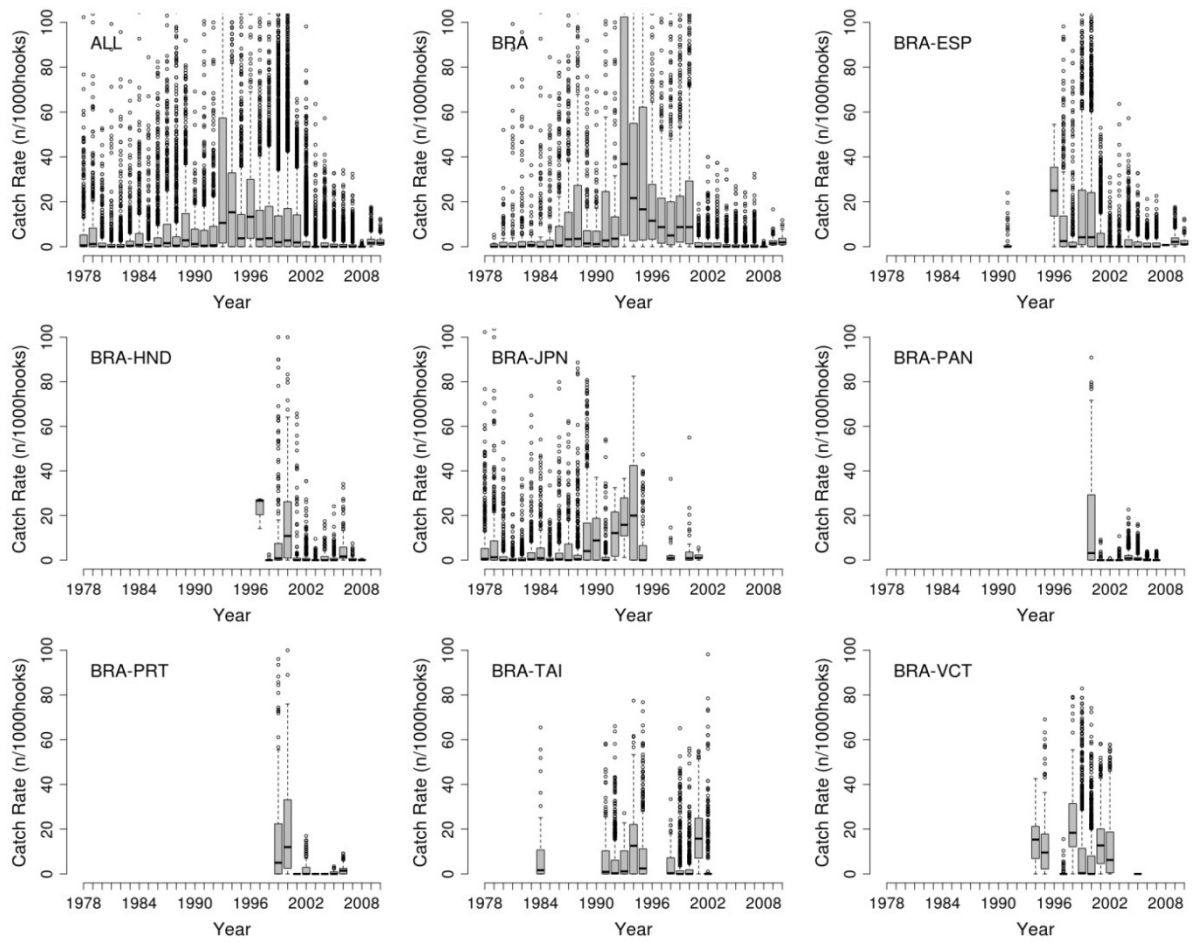 ALL
Catch Rate (n/1000hooks)
0 20 40 60 80 100
1978 1984 1990 1996 2002 2008
Year
BRA
Catch Rate (n/1000hooks)
0 20 40 60 80 100
1978 1984 1990 1996 2002 2008
Year
BRA-ESP
Catch Rate (n/1000hooks)
0 20 40 60 80 100
1978 1984 1990 1996 2002 2008
Year
BRA-HND
Catch Rate (n/1000hooks)
0 20 40 60 80 100
1978 1984 1990 1996 2002 2008
Year
BRA-JPN
Catch Rate (n/1000hooks)
0 20 40 60 80 100
1978 1984 1990 1996 2002 2008
Year
BRA-PAN
Catch Rate (n/1000hooks)
0 20 40 60 80 100
1978 1984 1990 1996 2002 2008
Year
BRA-PRT
Catch Rate (n/1000hooks)
0 20 40 60 80 100
1978 1984 1990 1996 2002 2008
Year
BRA-TAI
Catch Rate (n/1000hooks)
0 20 40 60 80 100
1978 1984 1990 1996 2002 2008
Year
BRA-VCT
Catch Rate (n/1000hooks)
0 20 40 60 80 100
1978 1984 1990 1996 2002 2008
Year